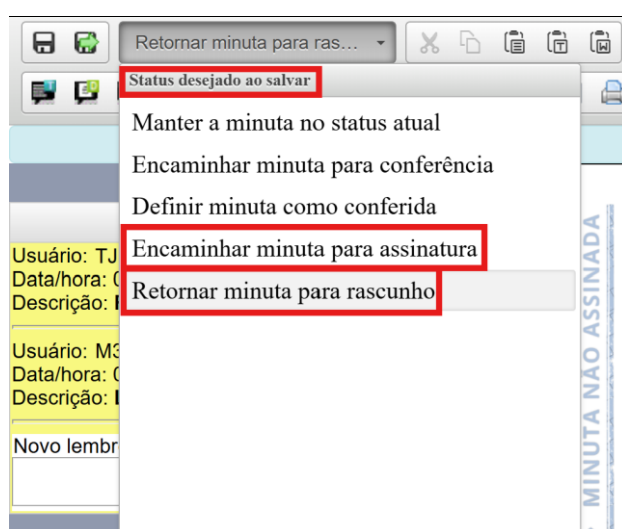 Retornar minuta para ras...
Status desejado ao salvar
Manter a minuta no status atual
Encaminhar minuta para conferência
Definir minuta como conferida
Encaminhar minuta para assinatura
Retornar minuta para rascunho
Usuário: TJ
Data/hora: 0
Descrição:
Usuário: M3
Data/hora: 0
Descrição:
Novo lembr
MINUTA NÃO ASSINADA